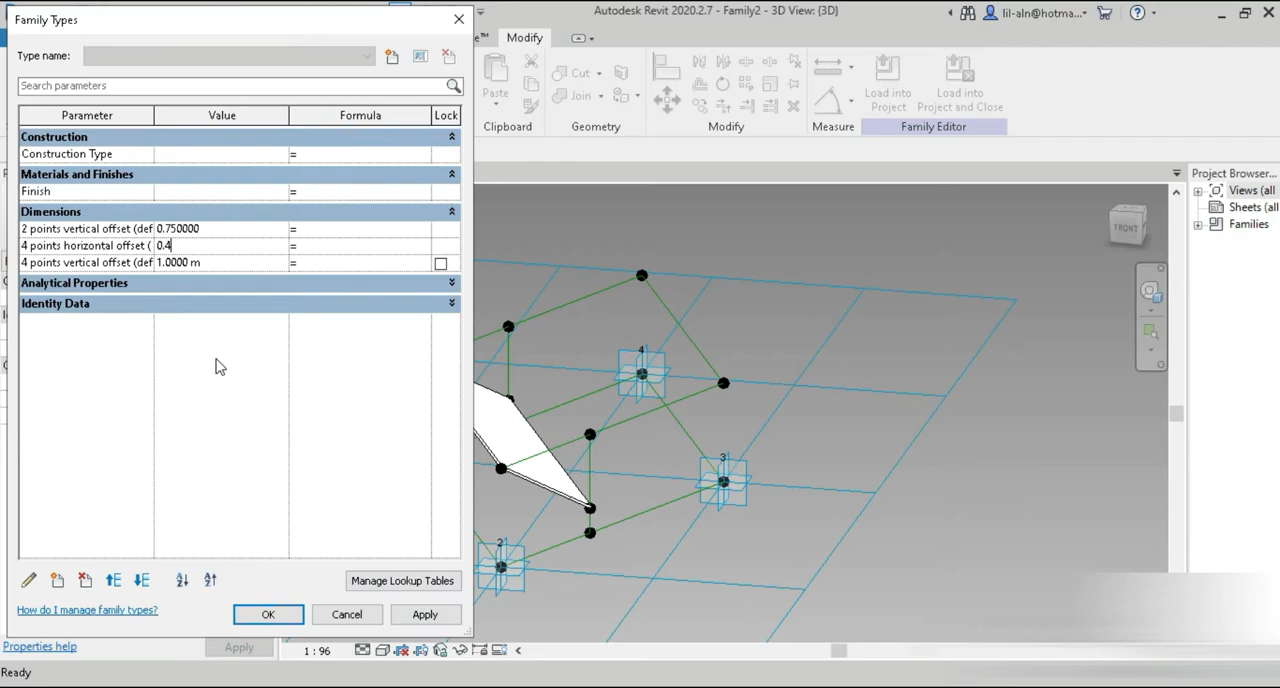 Family Types
Autodesk Revit 2020.2.7 - Family2 - 3D View: {3D}
lil-aln@hotma...
Type name:
Modify
Search parameters
Parameter Value Formula Lock
Construction
Construction Type =
Materials and Finishes
Finish =
Dimensions
2 points vertical offset (def 0.750000 =
4 points horizontal offset ( 0.4 =
4 points vertical offset (def 1.0000 m =
Analytical Properties
Identity Data
Manage Lookup Tables
How do I manage family types?
OK Cancel Apply
Paste
Cut
Join
Load into Project
Load into Project and Close
Clipboard Geometry Modify Measure Family Editor
Project Browser...
Views (all
Sheets (all
Families
FRONT
4
3
2
Properties help
Apply
1 : 96
Ready